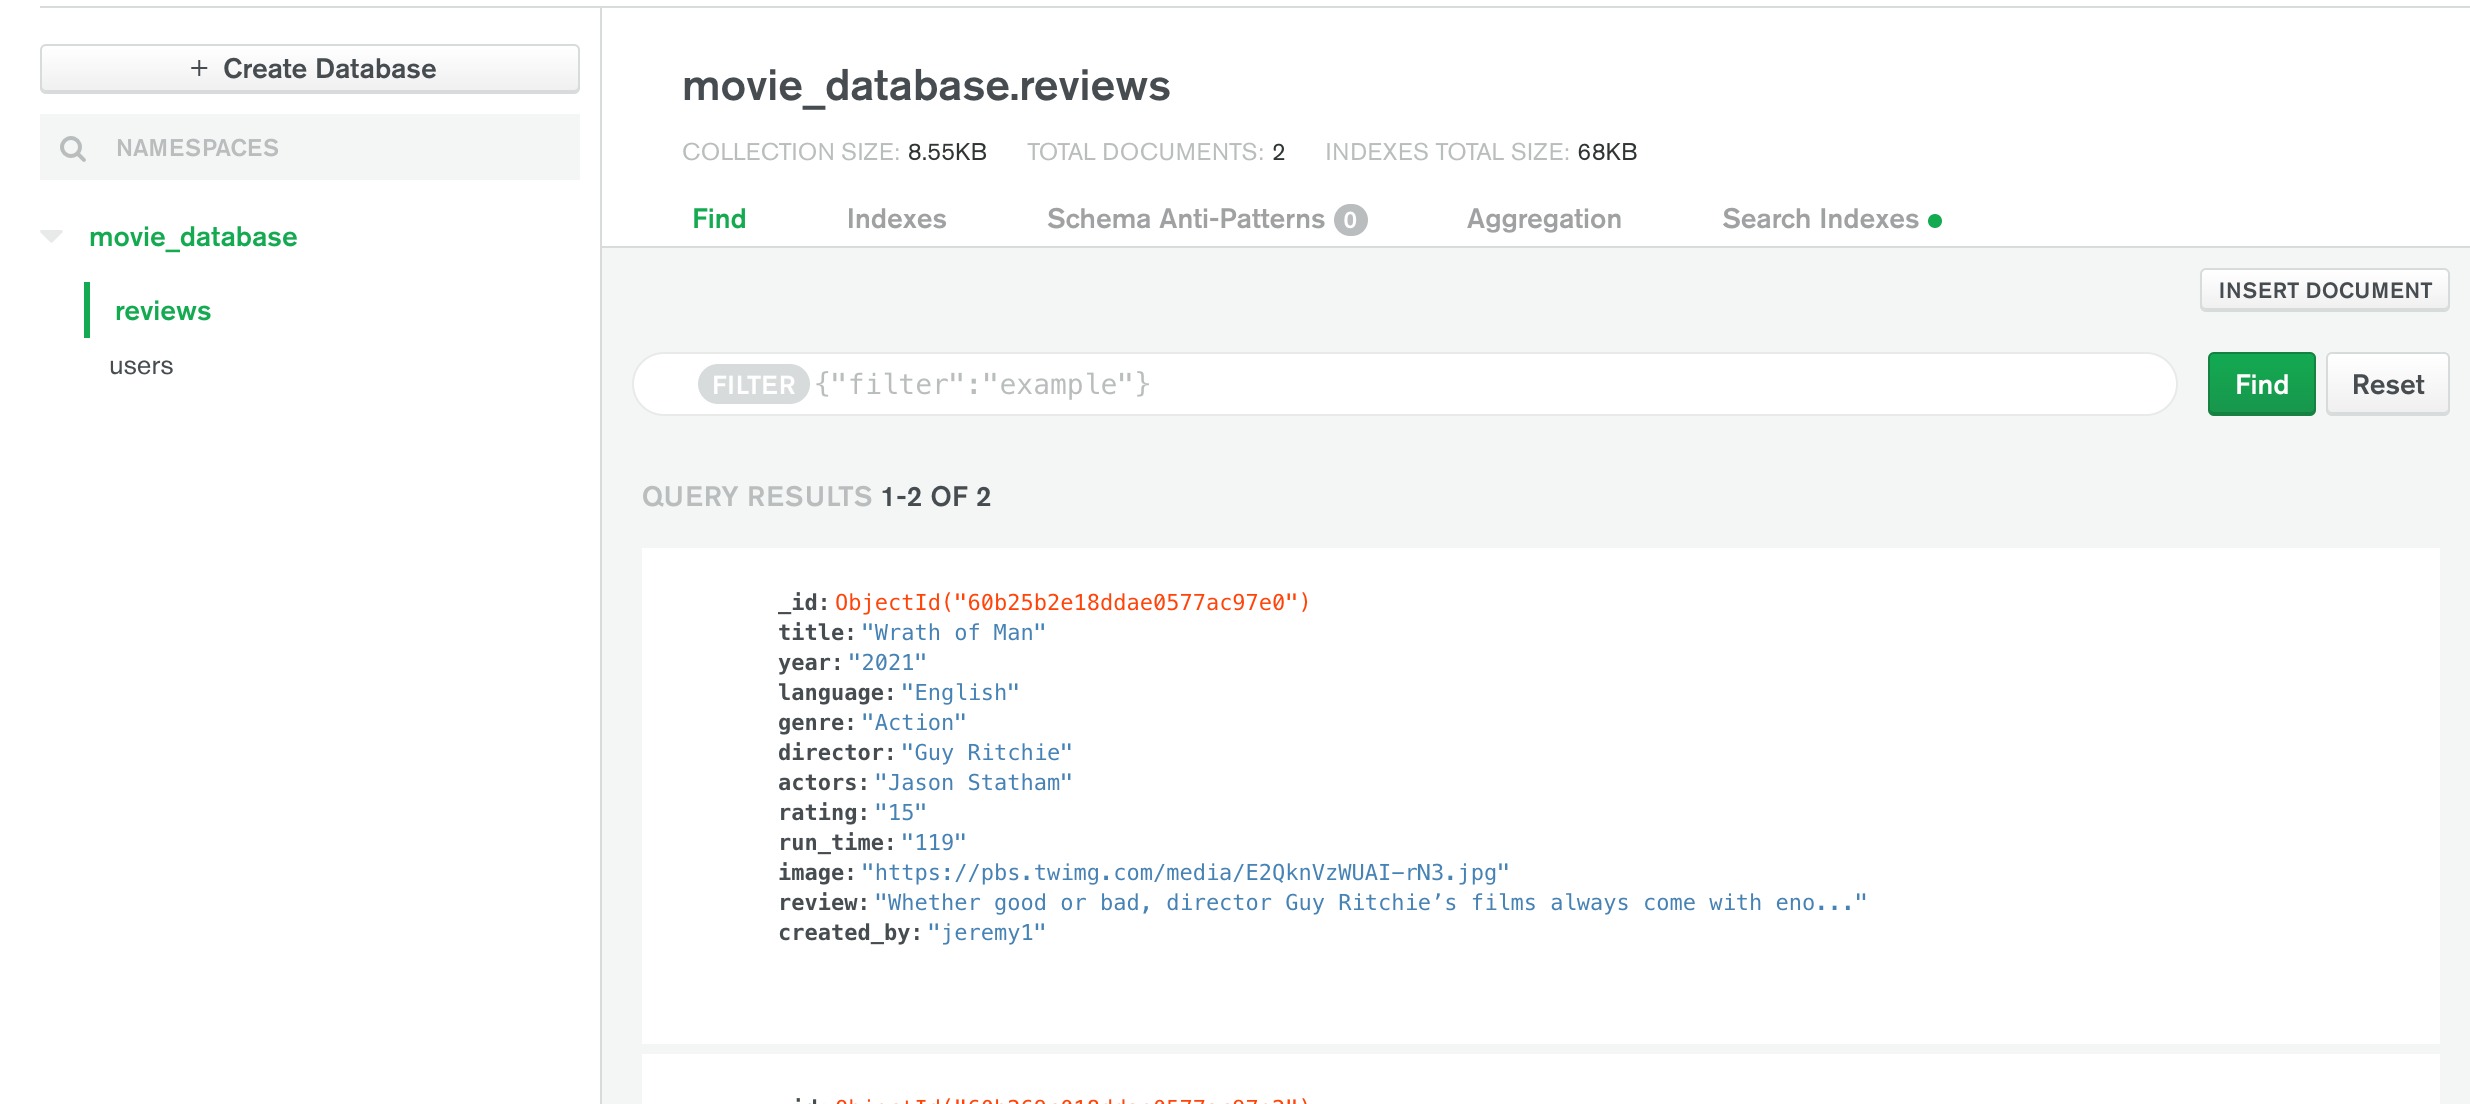 + Create Database
NAMESPACES
movie_database
reviews
users
movie_database.reviews
COLLECTION SIZE: 8.55KB TOTAL DOCUMENTS: 2 INDEXES TOTAL SIZE: 68KB
Find Indexes Schema Anti-Patterns 0 Aggregation Search Indexes
INSERT DOCUMENT
FILTER {"filter":"example"} Find Reset
QUERY RESULTS 1-2 OF 2
_id: ObjectId("60b25b2e18ddae0577ac97e0")
title: "Wrath of Man"
year: "2021"
language: "English"
genre: "Action"
director: "Guy Ritchie"
actors: "Jason Statham"
rating: "15"
run_time: "119"
image: "https://pbs.twimg.com/media/E2QknVzWUAI-rN3.jpg"
review: "Whether good or bad, director Guy Ritchie’s films always come with eno..."
created_by: "jeremy1"